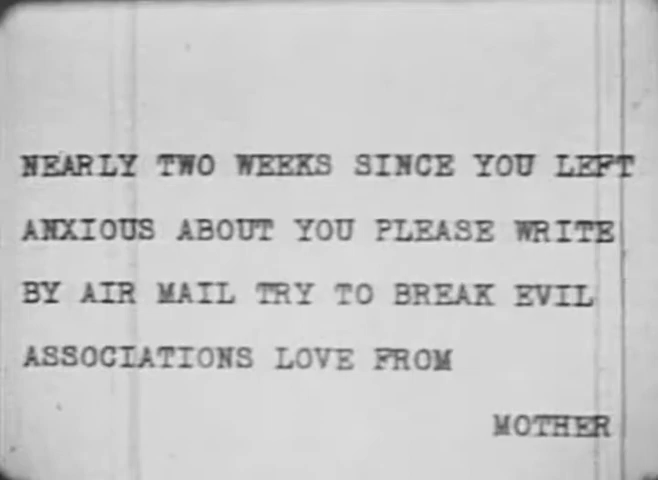 NEARLY TWO WEEKS SINCE YOU LEFT
ANXIOUS ABOUT YOU PLEASE WRITE
BY AIR MAIL TRY TO BREAK EVIL
ASSOCIATIONS LOVE FROM
MOTHER